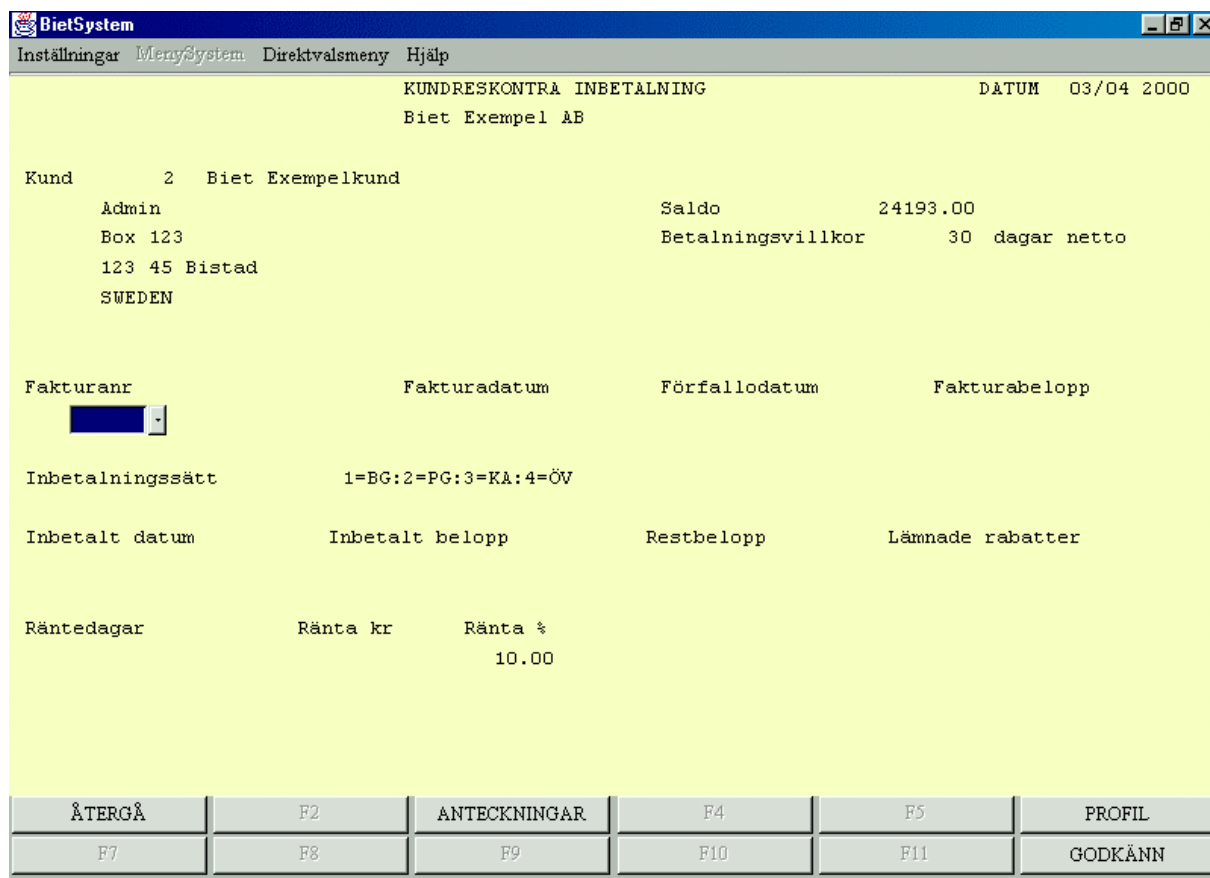 BietSystem
Inställningar MenySystem Direktvalsmeny Hjälp
KUNDRESKONTRA INBETALNING DATUM 03/04 2000
Biet Exempel AB
Kund 2 Biet Exempelkund
Admin Saldo 24193.00
Box 123 Betalningsvillkor 30 dagar netto
123 45 Bistad
SWEDEN
Fakturanr Fakturadatum Förfallodatum Fakturabelopp
Inbetalningssätt 1=BG:2=PG:3=KA:4=ÖV
Inbetalt datum Inbetalt belopp Restbelopp Lämnade rabatter
Räntedagar Ränta kr Ränta %
10.00
ÅTERGÅ F2 ANTECKNINGAR F4 F5 PROFIL
F7 F8 F9 F10 F11 GODKÄNN